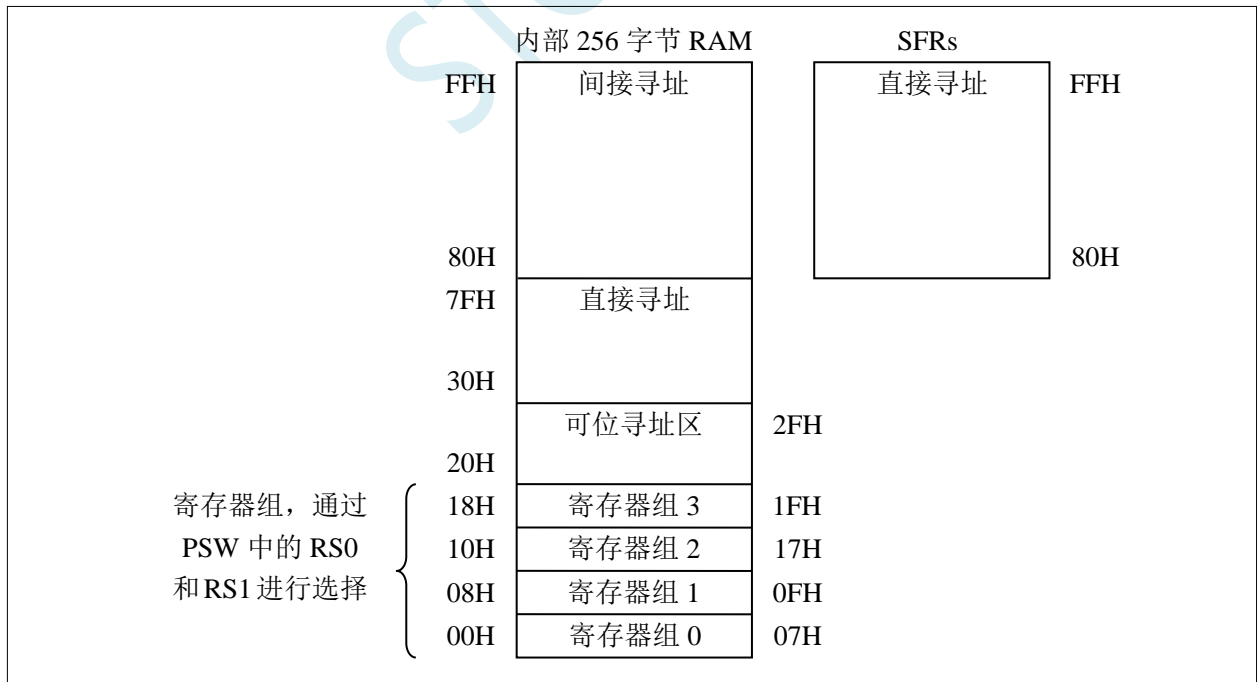 内部 256 字节 RAM
SFRs
FFH
间接寻址
直接寻址
FFH
80H
80H
7FH
直接寻址
30H
可位寻址区
2FH
20H
寄存器组,通过
PSW 中的 RS0
和RS1进行选择
18H
寄存器组 3
1FH
10H
寄存器组 2
17H
08H
寄存器组 1
0FH
00H
寄存器组 0
07H